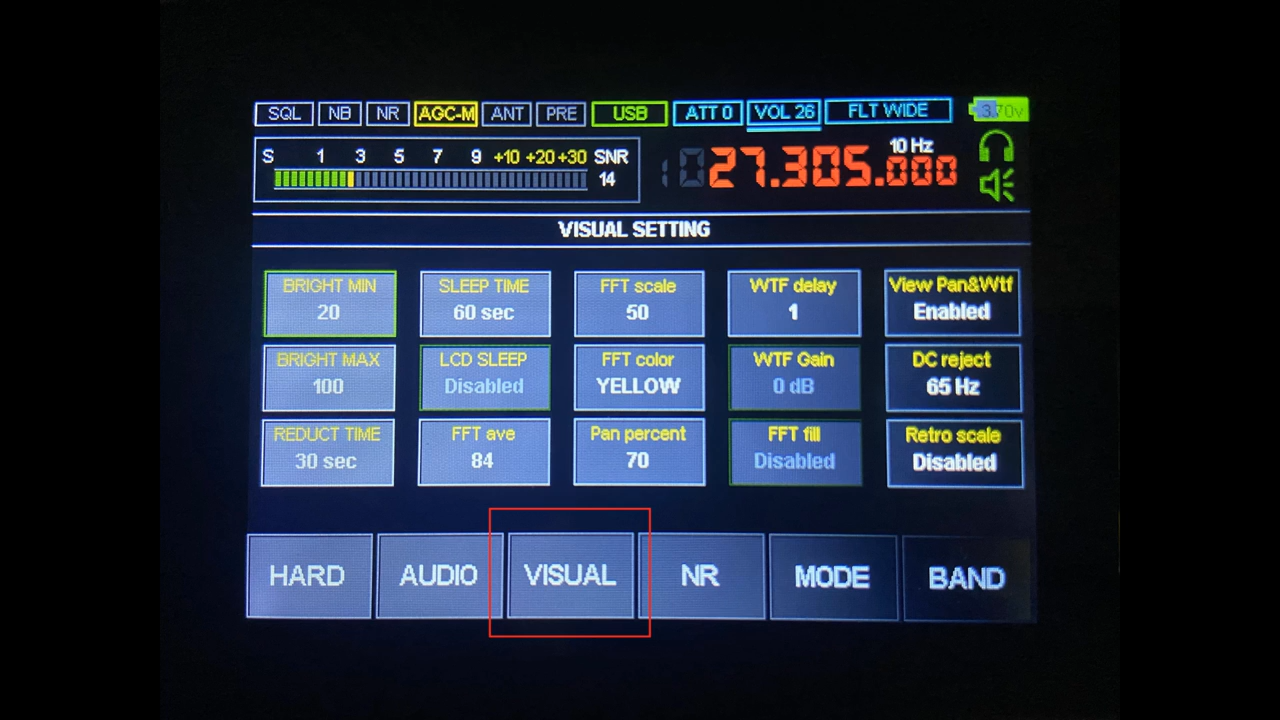 SQL NB NR AGC-M ANT PRE USB ATT 0 VOL 26 FLT WIDE 3.70v
S 1 3 5 7 9 +10 +20 +30 SNR
14
10 Hz
27.305.000
VISUAL SETTING
BRIGHT MIN SLEEP TIME FFT scale WTF delay View Pan&Wtf
20 60 sec 50 1 Enabled
BRIGHT MAX LCD SLEEP FFT color WTF Gain DC reject
100 Disabled YELLOW 0 dB 65 Hz
REDUCT TIME FFT ave Pan percent FFT fill Retro scale
30 sec 84 70 Disabled Disabled
HARD AUDIO VISUAL NR MODE BAND